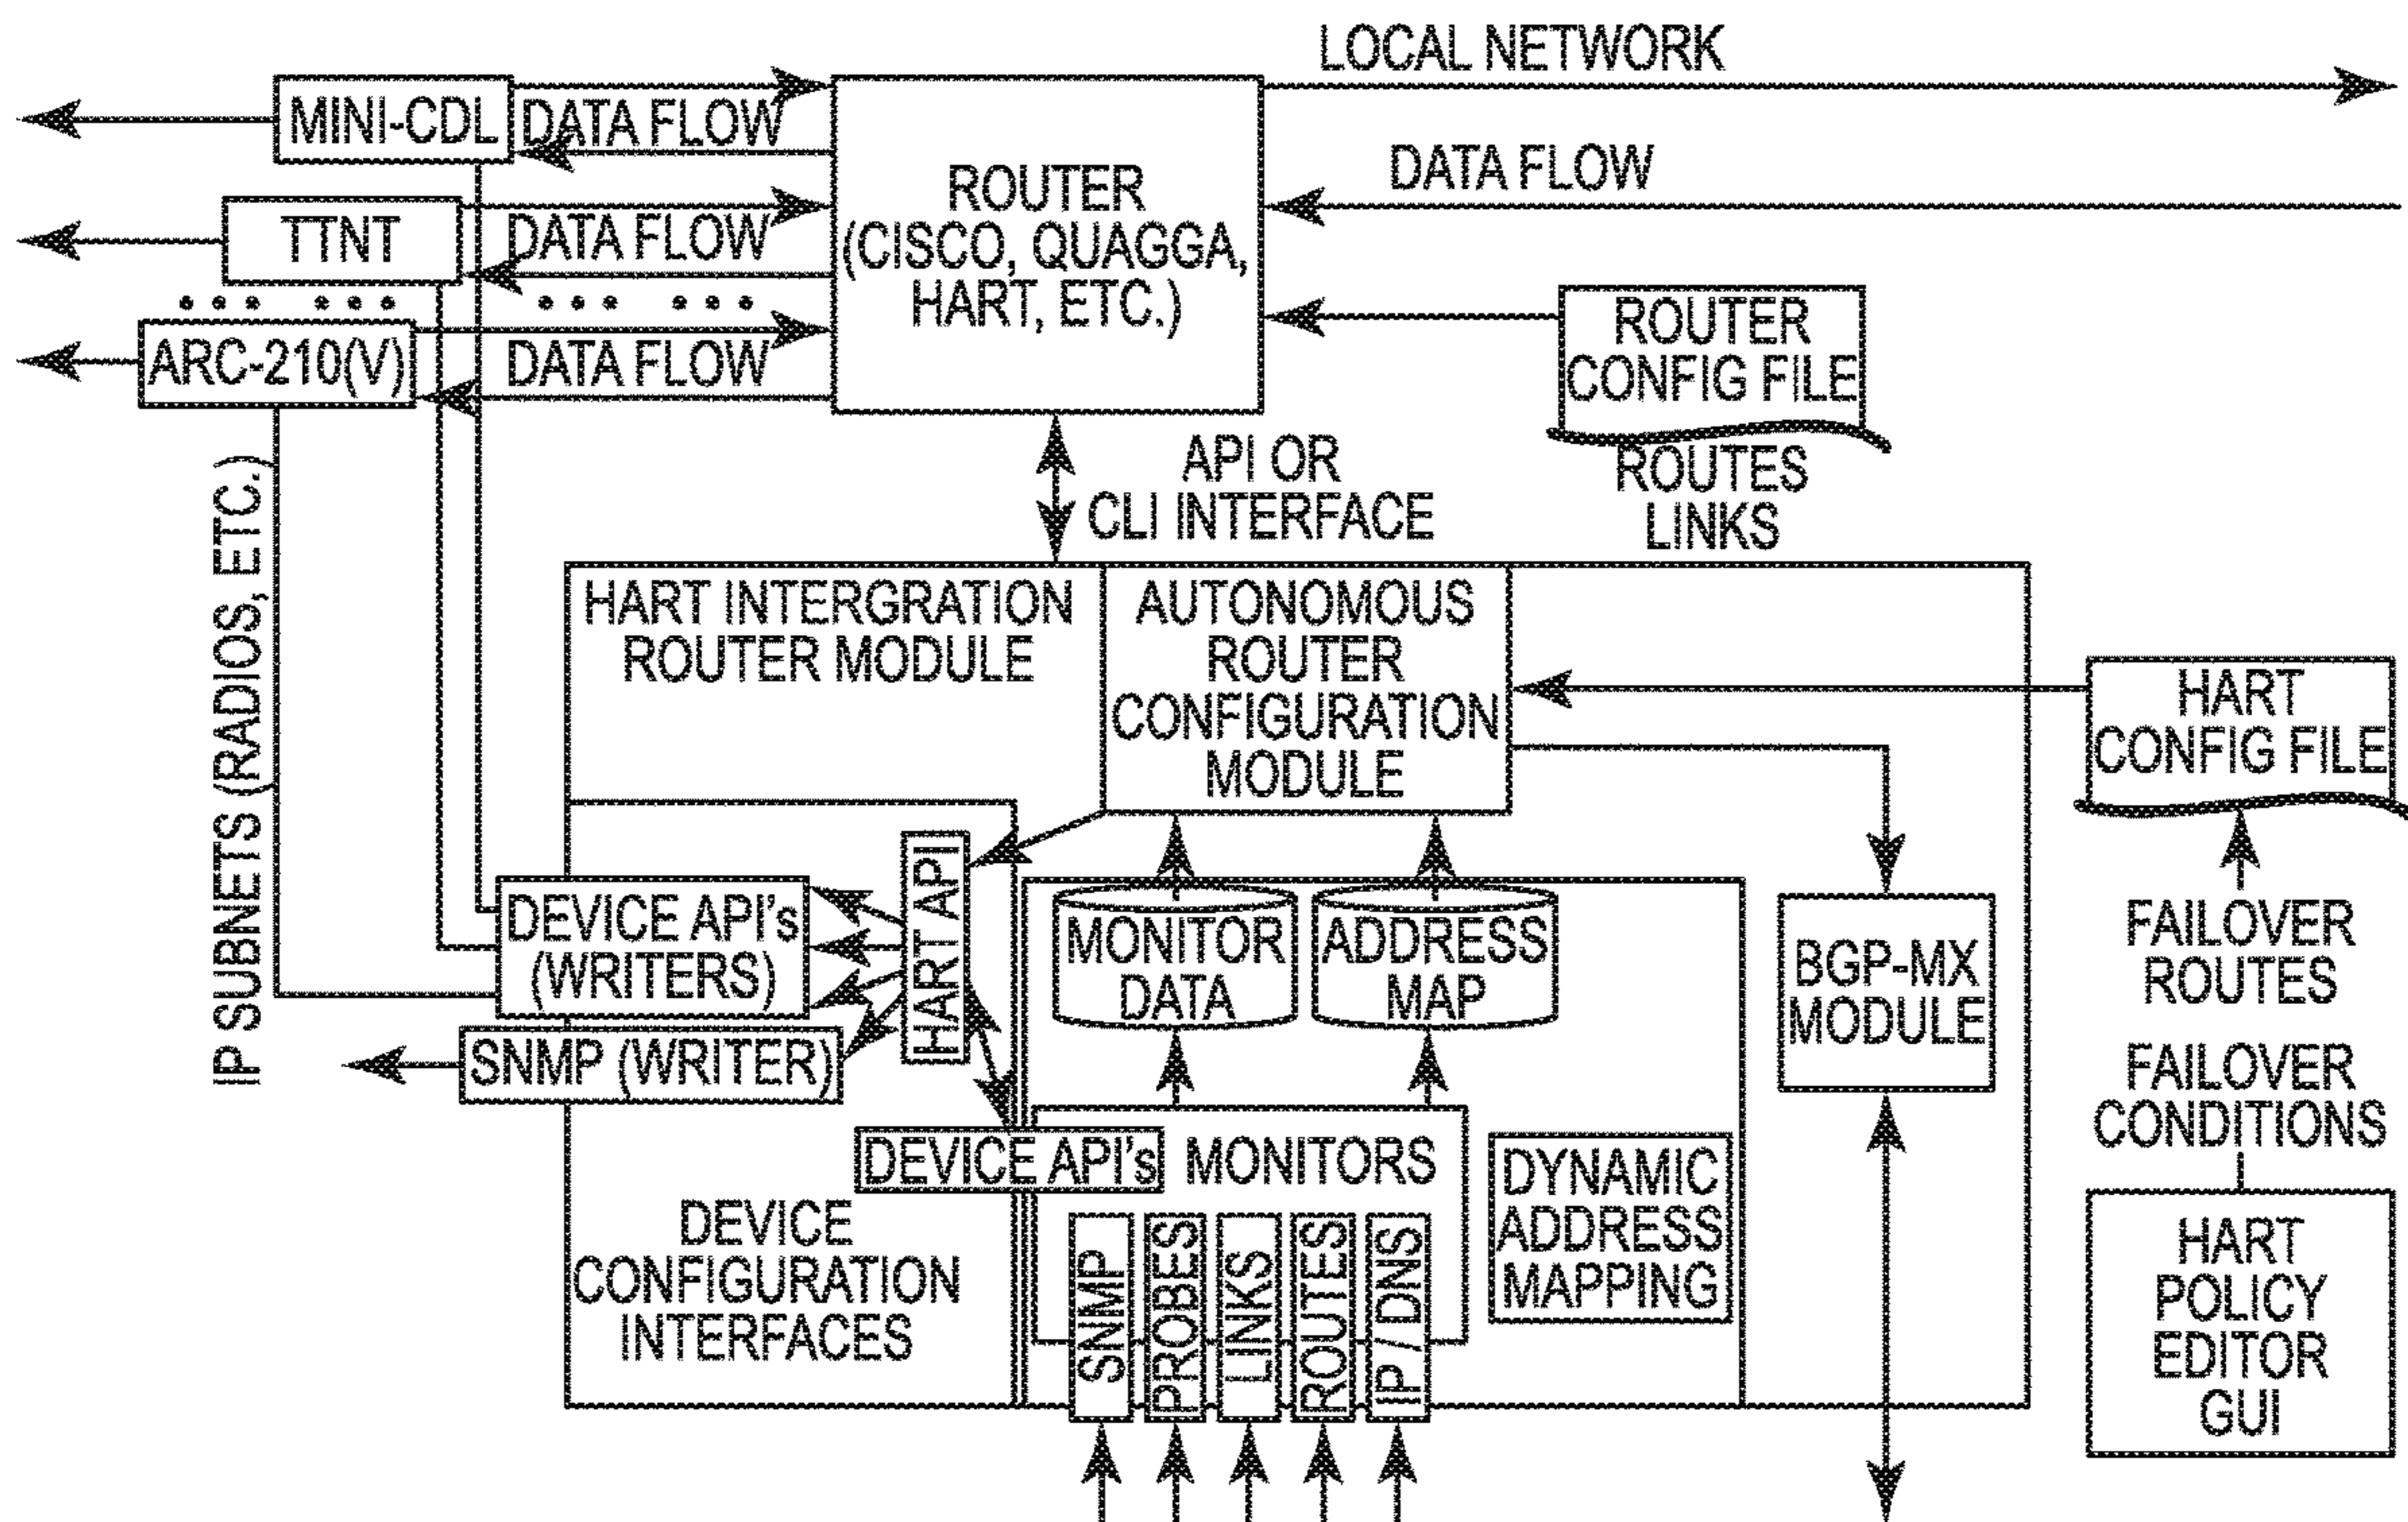 LOCAL NETWORK
MINI-CDL
DATA FLOW
DATA FLOW
ROUTER
(CISCO, QUAGGA,
HART, ETC.)
TTNT
DATA FLOW
ARC-210(V)
DATA FLOW
ROUTER
CONFIG FILE
ROUTES
LINKS
API OR
CLI INTERFACE
IP SUBNETS (RADIOS, ETC.)
HART INTERGRATION
ROUTER MODULE
AUTONOMOUS
ROUTER
CONFIGURATION
MODULE
HART
CONFIG FILE
HART API
DEVICE API's
(WRITERS)
MONITOR
DATA
ADDRESS
MAP
BGP-MX
MODULE
FAILOVER
ROUTES
FAILOVER
CONDITIONS
SNMP (WRITER)
DEVICE API's
MONITORS
DYNAMIC
ADDRESS
MAPPING
DEVICE
CONFIGURATION
INTERFACES
SNMP
PROBES
LINKS
ROUTES
IP / DNS
HART
POLICY
EDITOR
GUI